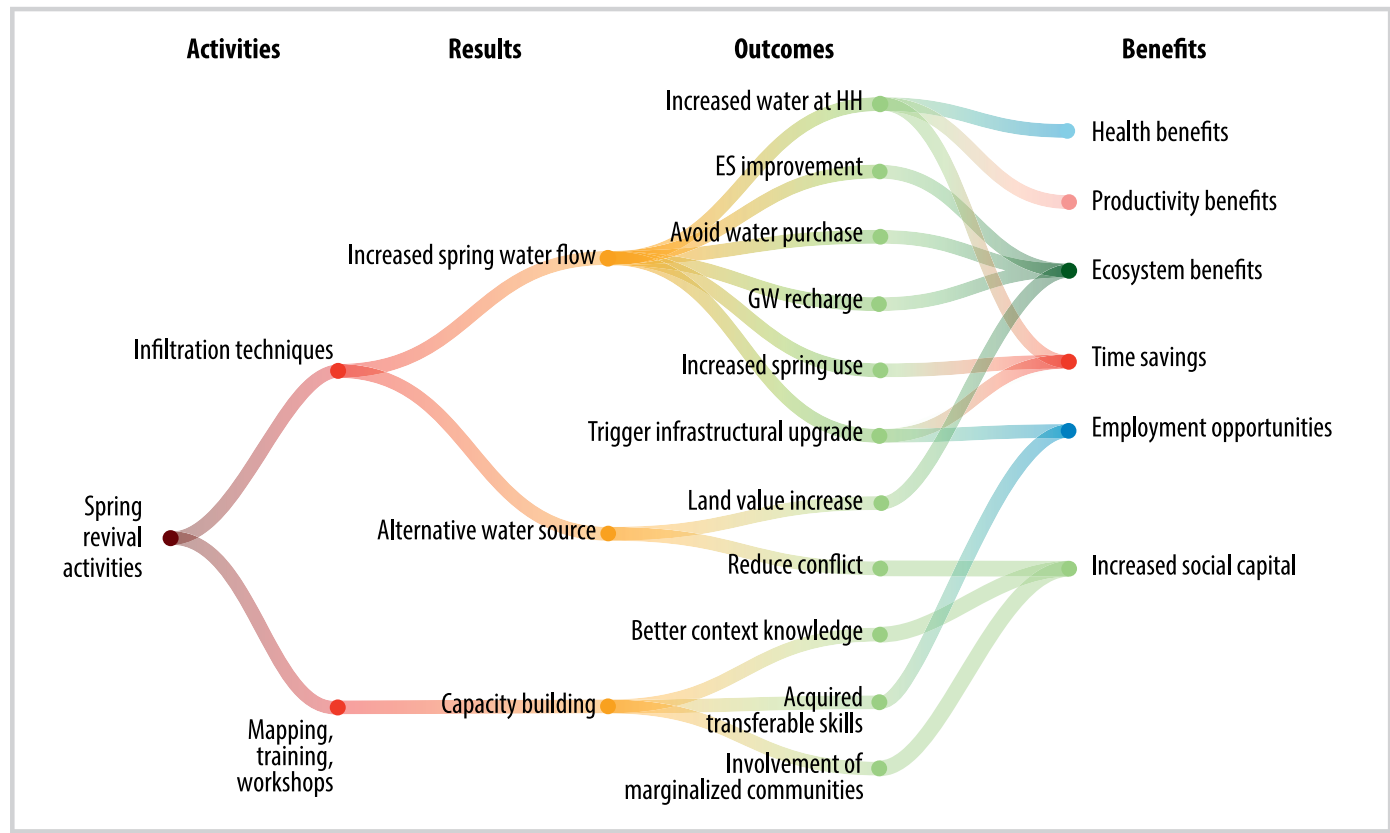 Activities
Results
Outcomes
Benefits
Spring
revival
activities
Infiltration techniques
Mapping,
training,
workshops
Increased spring water flow
Alternative water source
Capacity building
Increased water at HH
ES improvement
Avoid water purchase
GW recharge
Increased spring use
Trigger infrastructural upgrade
Land value increase
Reduce conflict
Better context knowledge
Acquired
transferable skills
Involvement of
marginalized communities
Health benefits
Productivity benefits
Ecosystem benefits
Time savings
Employment opportunities
Increased social capital